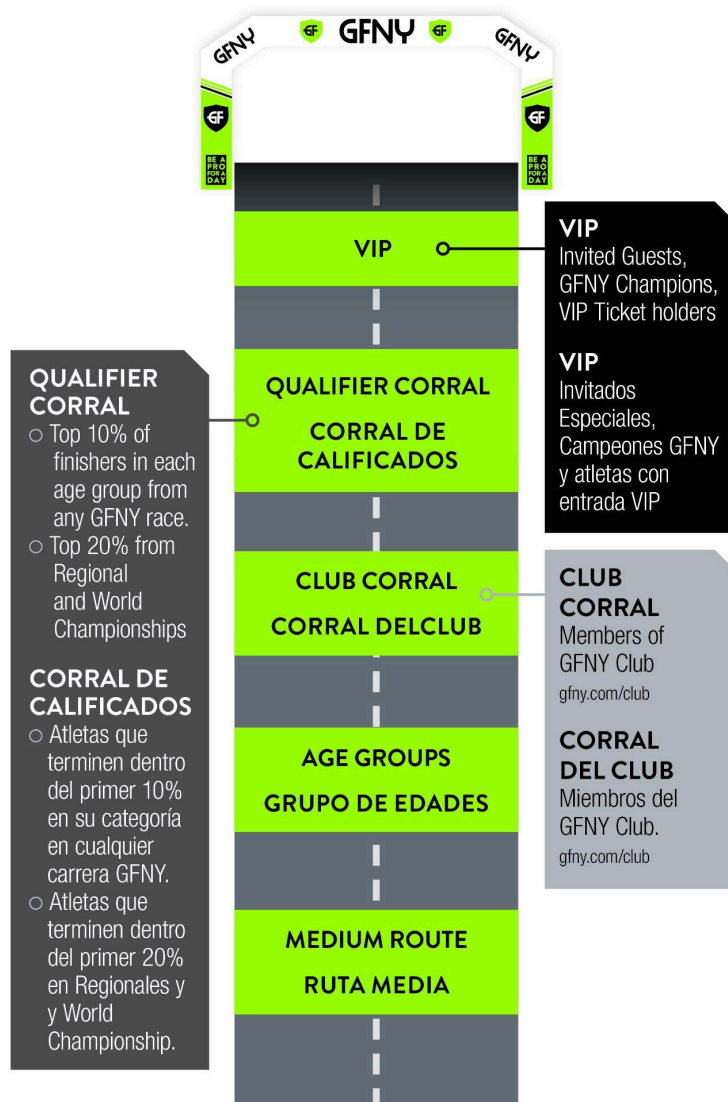 GFNY
GF
GFNY
GF
GFNY
GF
GF
BE A
PRO
FOR A
DAY
BE A
PRO
FOR A
DAY
VIP
VIP
Invited Guests,
GFNY Champions,
VIP Ticket holders
VIP
Invitados
Especiales,
Campeones GFNY
y atletas con
entrada VIP
QUALIFIER
CORRAL
Top 10% of
finishers in each
age group from
any GFNY race.
Top 20% from
Regional
and World
Championships
CORRAL DE
CALIFICADOS
Atletas que
terminen dentro
del primer 10%
en su categoría
en cualquier
carrera GFNY.
Atletas que
terminen dentro
del primer 20%
en Regionales y
y World
Championship.
QUALIFIER CORRAL
CORRAL DE
CALIFICADOS
CLUB CORRAL
CORRAL DELCLUB
CLUB
CORRAL
Members of
GFNY Club
gfny.com/club
CORRAL
DEL CLUB
Miembros del
GFNY Club.
gfny.com/club
AGE GROUPS
GRUPO DE EDADES
MEDIUM ROUTE
RUTA MEDIA